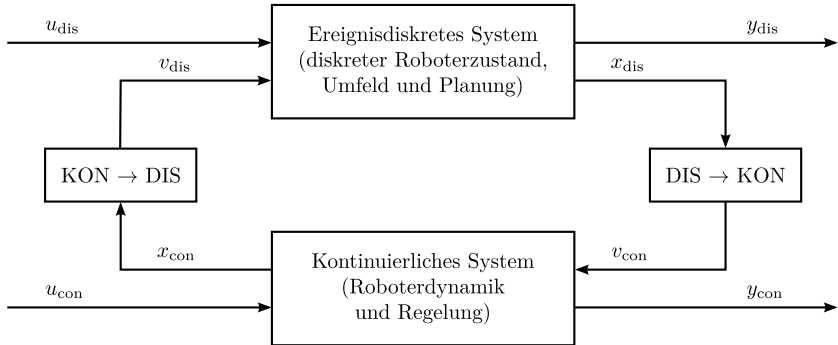 u_dis
Ereignisdiskretes System
(diskreter Roboterzustand,
Umfeld und Planung)
y_dis
v_dis
x_dis
KON → DIS
DIS → KON
x_con
Kontinuierliches System
(Roboterdynamik
und Regelung)
v_con
u_con
y_con